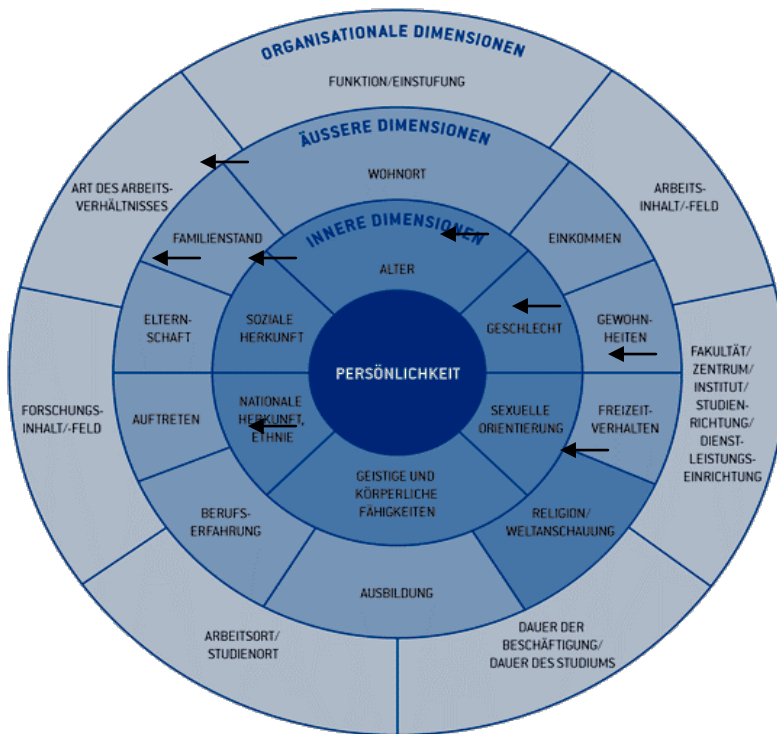 ORGANISATIONALE DIMENSIONEN
FUNKTION/EINSTUFUNG
ÄUSSERE DIMENSIONEN
WOHNORT
ART DES ARBEITS-
VERHÄLTNISSES
ARBEITS-
INHALT/-FELD
FAMILIENSTAND
INNERE DIMENSIONEN
EINKOMMEN
ALTER
ELTERN-
SCHAFT
SOZIALE
HERKUNFT
GESCHLECHT
GEWOHN-
HEITEN
PERSÖNLICHKEIT
FAKULTÄT/
ZENTRUM/
INSTITUT/
STUDIEN-
RICHTUNG/
DIENST-
LEISTUNGS-
EINRICHTUNG
FORSCHUNGS-
INHALT/-FELD
AUFTRETEN
NATIONALE
HERKUNFT,
ETHNIE
SEXUELLE
ORIENTIERUNG
FREIZEIT-
VERHALTEN
GEISTIGE UND
KÖRPERLICHE
FÄHIGKEITEN
BERUFS-
ERFAHRUNG
RELIGION/
WELTANSCHAUUNG
AUSBILDUNG
ARBEITSORT/
STUDIENORT
DAUER DER
BESCHÄFTIGUNG/
DAUER DES STUDIUMS